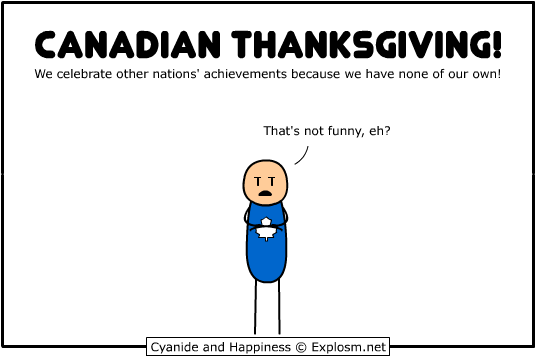 CANADIAN THANKSGIVING!
We celebrate other nations' achievements because we have none of our own!
That's not funny, eh?
Cyanide and Happiness © Explosm.net